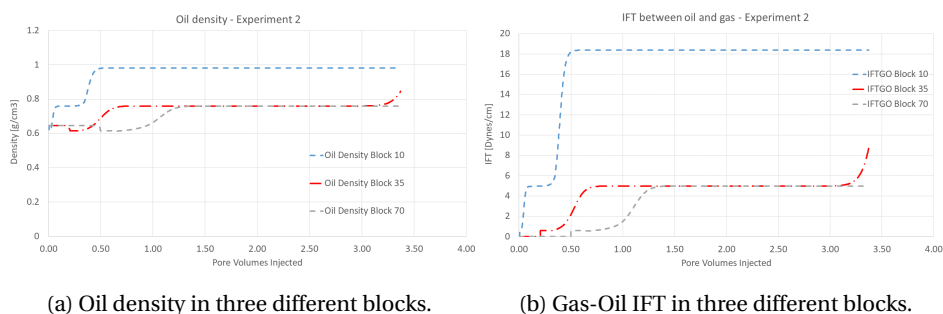 Oil density - Experiment 2
1.2
1
0.8
0.6
0.4
0.2
0
Density [g/cm3]
Oil Density Block 10
Oil Density Block 35
Oil Density Block 70
0.00 0.50 1.00 1.50 2.00 2.50 3.00 3.50 4.00
Pore Volumes Injected
(a) Oil density in three different blocks.
IFT between oil and gas - Experiment 2
20
18
16
14
12
10
8
6
4
2
0
IFT [Dynes/cm]
IFTGO Block 10
IFTGO Block 35
IFTGO Block 70
0.00 0.50 1.00 1.50 2.00 2.50 3.00 3.50 4.00
Pore Volumes Injected
(b) Gas-Oil IFT in three different blocks.